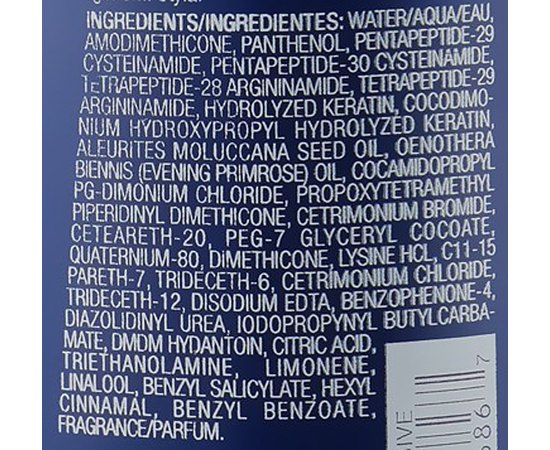 INGREDIENTS/INGREDIENTES: WATER/AQUA/EAU,
AMODIMETHICONE, PANTHENOL, PENTAPEPTIDE-29
CYSTEINAMIDE, PENTAPEPTIDE-30 CYSTEINAMIDE,
TETRAPEPTIDE-28 ARGININAMIDE, TETRAPEPTIDE-29
ARGININAMIDE, HYDROLYZED KERATIN, COCODIMO-
NIUM HYDROXYPROPYL HYDROLYZED KERATIN,
ALEURITES MOLUCCANA SEED OIL, OENOTHERA
BIENNIS (EVENING PRIMROSE) OIL, COCAMIDOPROPYL
PG-DIMONIUM CHLORIDE, PROPOXYTETRAMETHYL
PIPERIDINYL DIMETHICONE, CETRIMONIUM BROMIDE,
CETEARETH-20, PEG-7 GLYCERYL COCOATE,
QUATERNIUM-80, DIMETHICONE, LYSINE HCL, C11-15
PARETH-7, TRIDECETH-6, CETRIMONIUM CHLORIDE,
TRIDECETH-12, DISODIUM EDTA, BENZOPHENONE-4,
DIAZOLIDINYL UREA, IODOPROPYNYL BUTYLCARBA-
MATE, DMDM HYDANTOIN, CITRIC ACID,
TRIETHANOLAMINE, LIMONENE,
LINALOOL, BENZYL SALICYLATE, HEXYL
CINNAMAL, BENZYL BENZOATE,
FRAGRANCE/PARFUM.
7